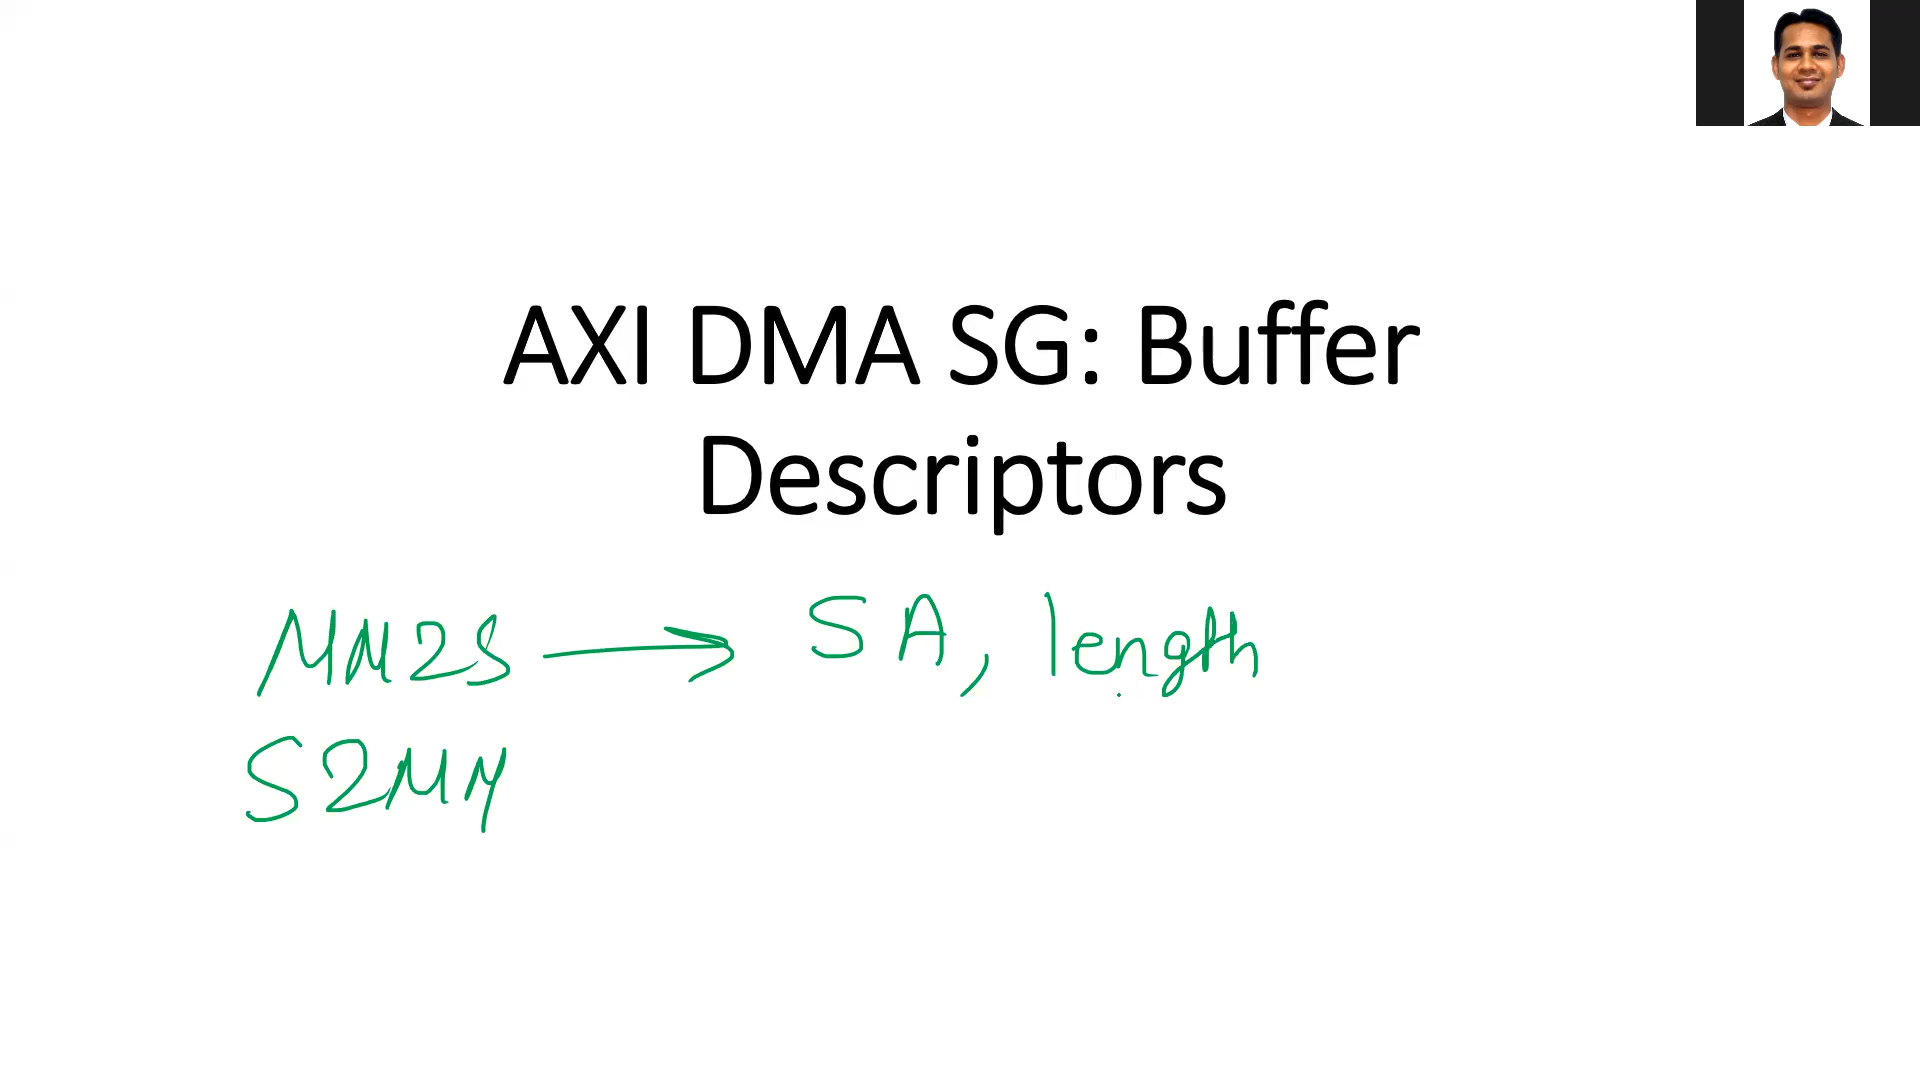 AXI DMA SG: Buffer
Descriptors
MM2S → SA, length
S2MM